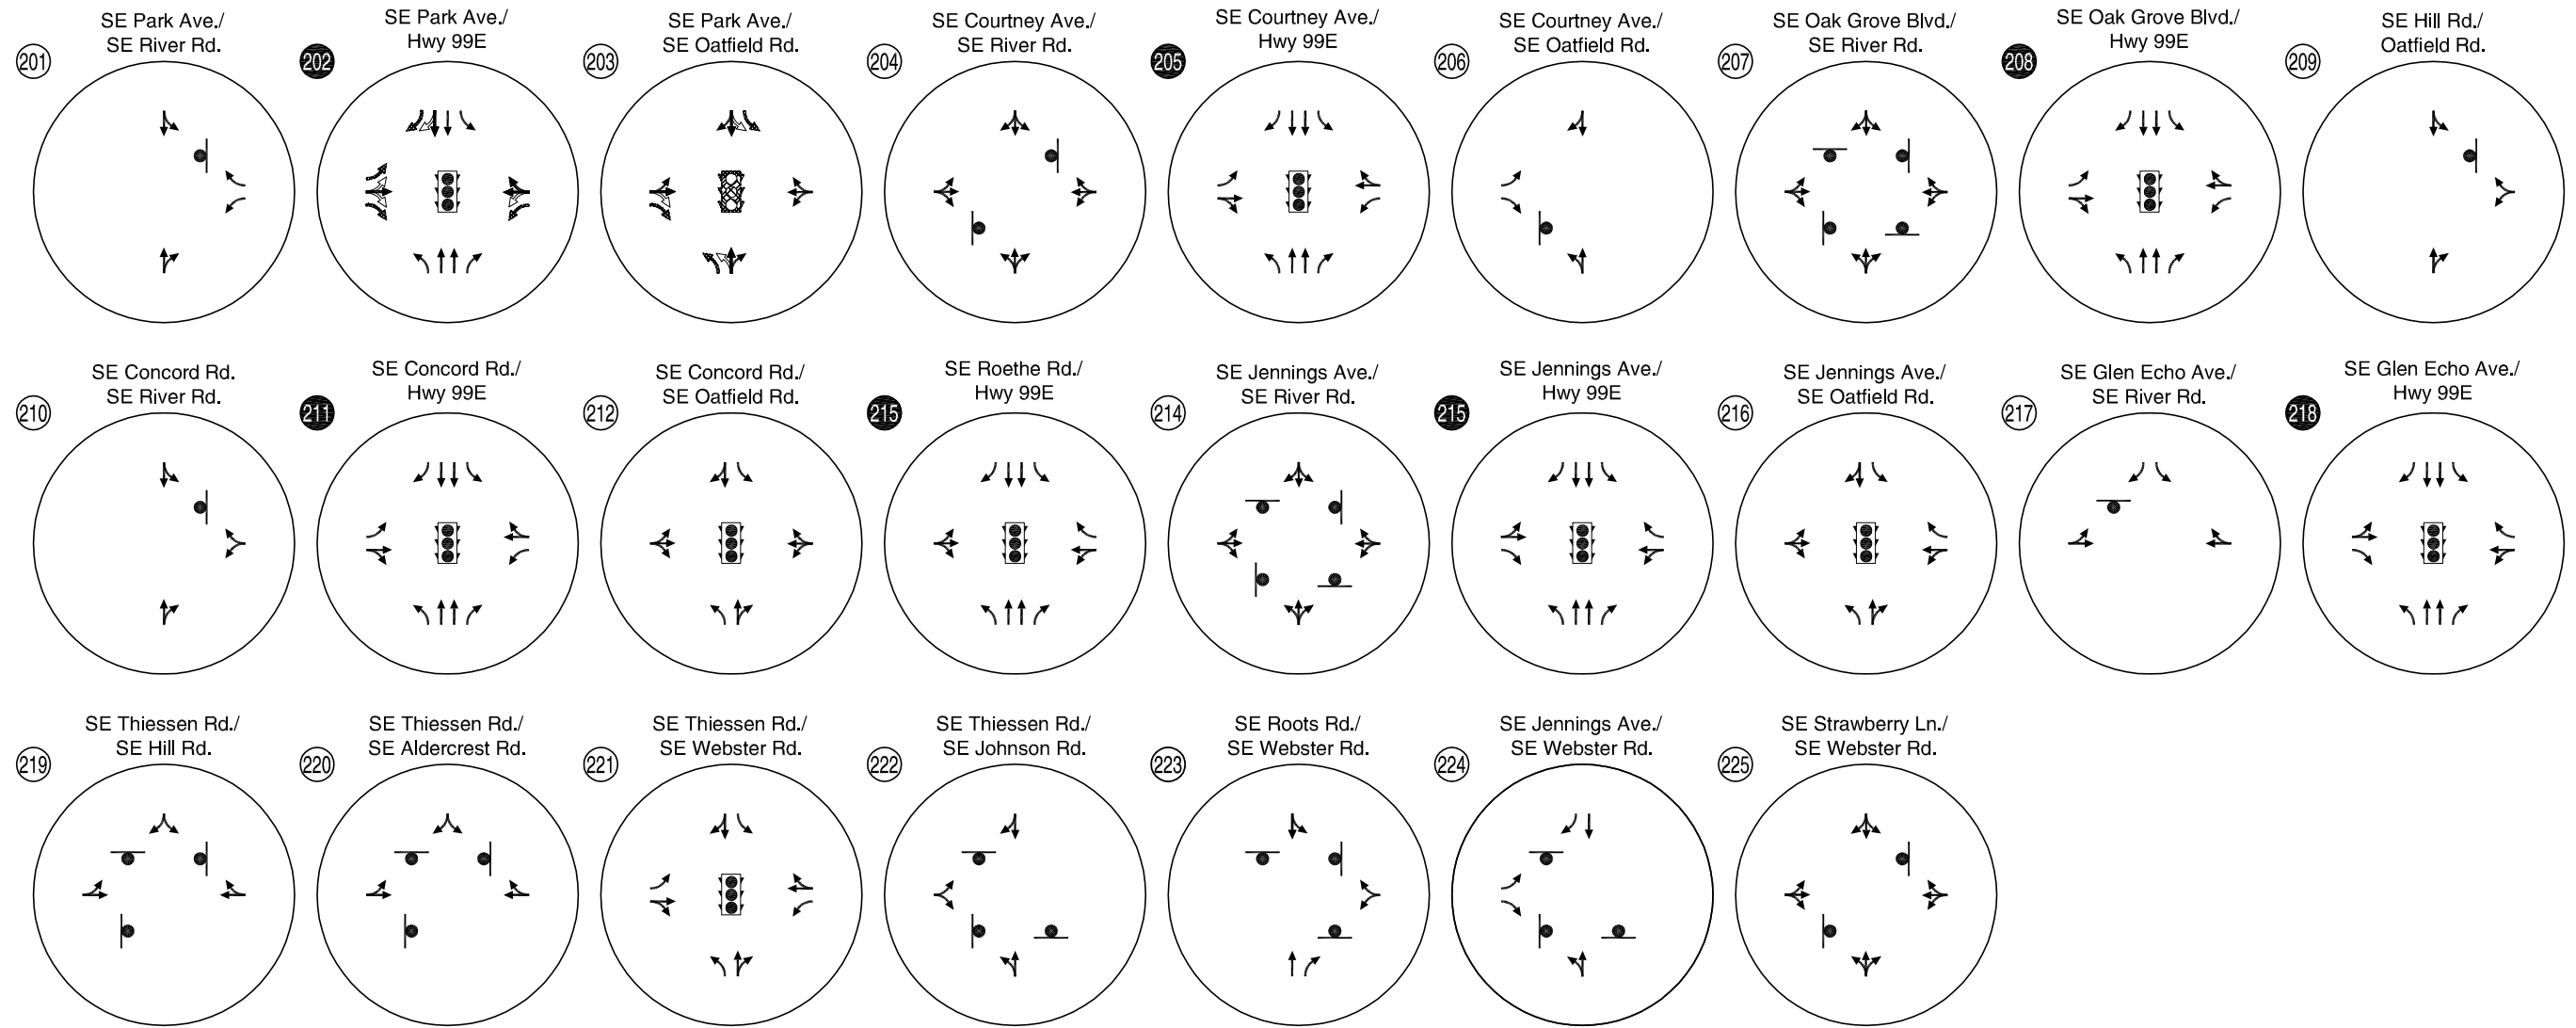 SE Park Ave./
SE River Rd.
201
SE Park Ave./
Hwy 99E
202
SE Park Ave./
SE Oatfield Rd.
203
SE Courtney Ave./
SE River Rd.
204
SE Courtney Ave./
Hwy 99E
205
SE Courtney Ave./
SE Oatfield Rd.
206
SE Oak Grove Blvd./
SE River Rd.
207
SE Oak Grove Blvd./
Hwy 99E
208
SE Hill Rd./
Oatfield Rd.
209
SE Concord Rd.
SE River Rd.
210
SE Concord Rd./
Hwy 99E
211
SE Concord Rd./
SE Oatfield Rd.
212
SE Roethe Rd./
Hwy 99E
215
SE Jennings Ave./
SE River Rd.
214
SE Jennings Ave./
Hwy 99E
215
SE Jennings Ave./
SE Oatfield Rd.
216
SE Glen Echo Ave./
SE River Rd.
217
SE Glen Echo Ave./
Hwy 99E
218
SE Thiessen Rd./
SE Hill Rd.
219
SE Thiessen Rd./
SE Aldercrest Rd.
220
SE Thiessen Rd./
SE Webster Rd.
221
SE Thiessen Rd./
SE Johnson Rd.
222
SE Roots Rd./
SE Webster Rd.
223
SE Jennings Ave./
SE Webster Rd.
224
SE Strawberry Ln./
SE Webster Rd.
225